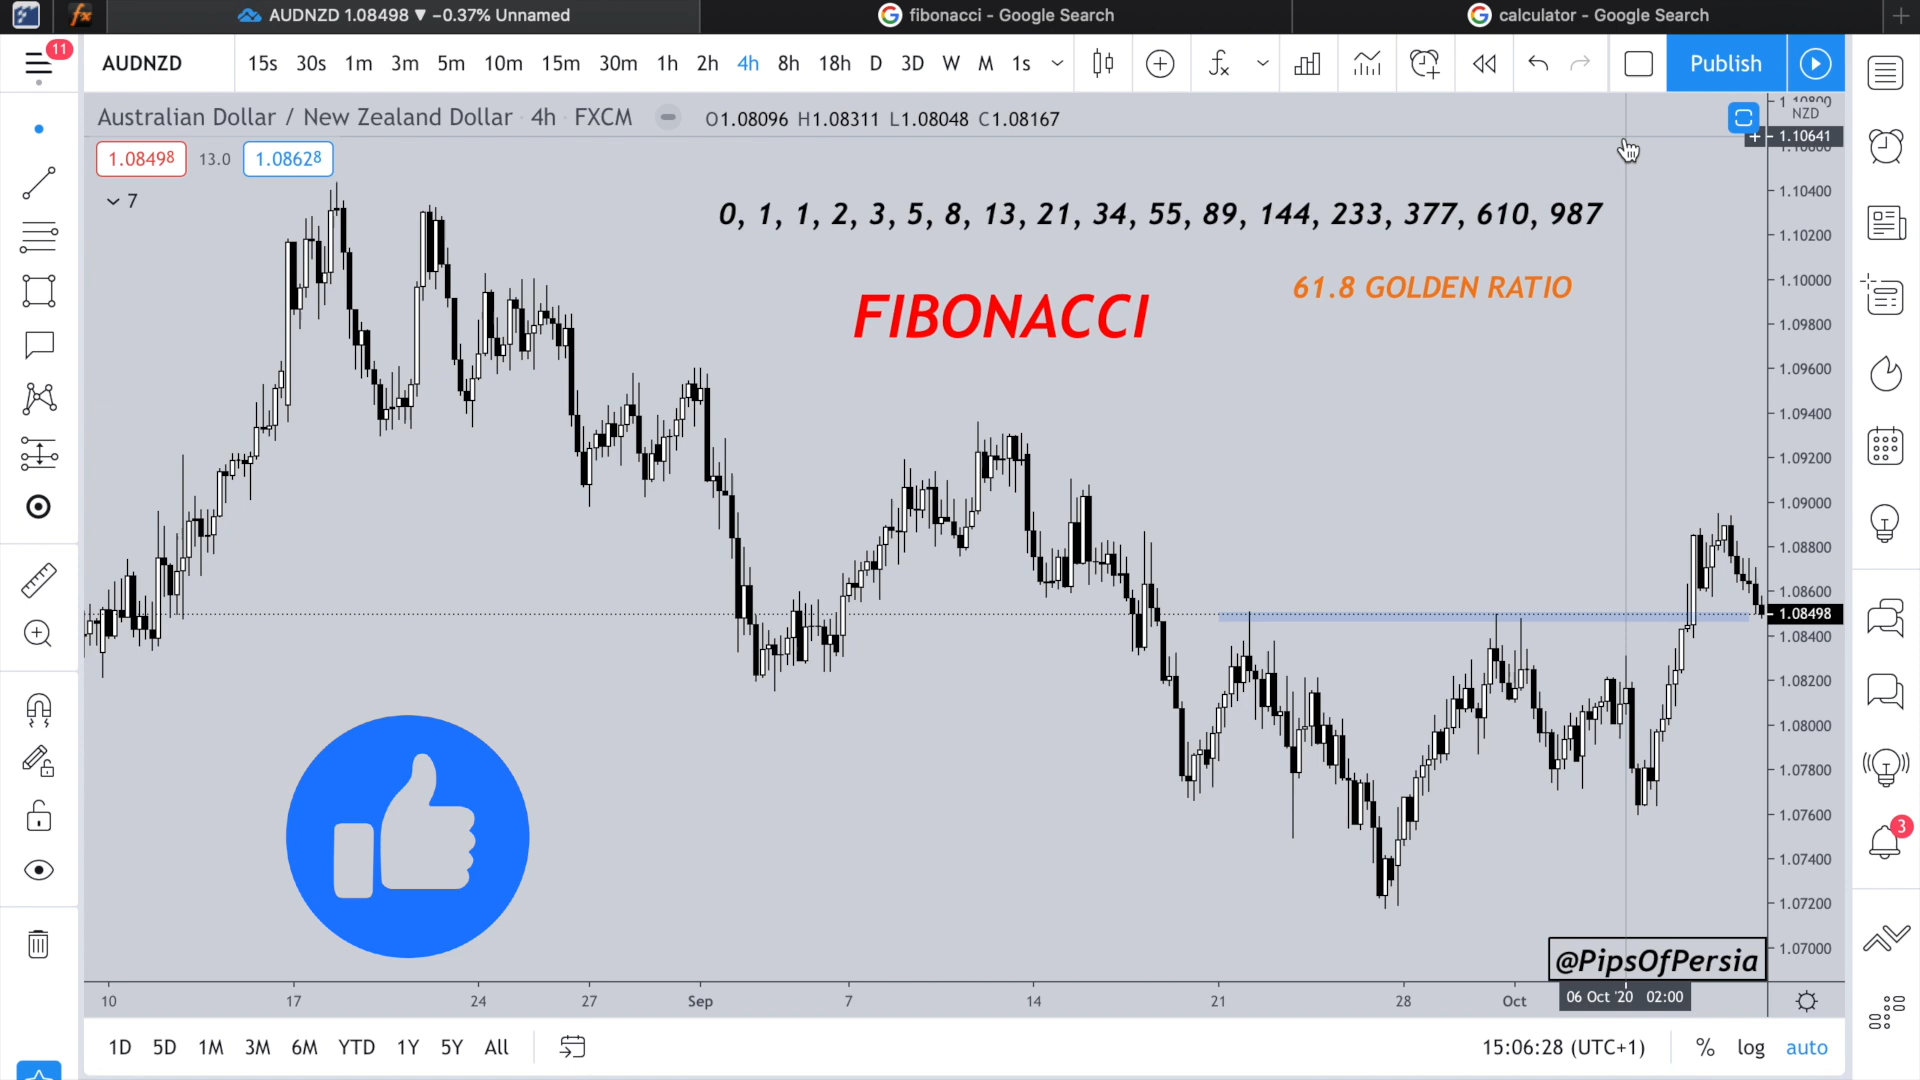 AUDNZD 1.08498 ▼ −0.37% Unnamed
fibonacci - Google Search
calculator - Google Search
11
AUDNZD
15s 30s 1m 3m 5m 10m 15m 30m 1h 2h 4h 8h 18h D 3D W M 1s
Publish
Australian Dollar / New Zealand Dollar 4h FXCM
O1.08096 H1.08311 L1.08048 C1.08167
NZD
1.10641
1.08498
13.0
1.08628
7
0, 1, 1, 2, 3, 5, 8, 13, 21, 34, 55, 89, 144, 233, 377, 610, 987
61.8 GOLDEN RATIO
FIBONACCI
1.10400
1.10200
1.10000
1.09800
1.09600
1.09400
1.09200
1.09000
1.08800
1.08600
1.08498
1.08400
1.08200
1.08000
1.07800
1.07600
1.07400
1.07200
1.07000
3
@PipsOfPersia
10 17 24 27 Sep 7 14 21 28 Oct
06 Oct '20 02:00
1D 5D 1M 3M 6M YTD 1Y 5Y All
15:06:28 (UTC+1)
% log auto